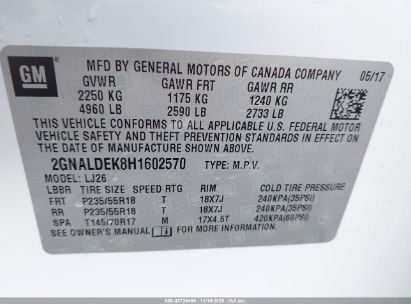 GM
MFD BY GENERAL MOTORS OF CANADA COMPANY 05/17
GVWR GAWR FRT GAWR RR
2250 KG 1175 KG 1240 KG
4960 LB 2590 LB 2733 LB
THIS VEHICLE CONFORMS TO ALL APPLICABLE U.S. FEDERAL
MOTOR VEHICLE SAFETY AND THEFT PREVENTION STANDARDS
IN EFFECT ON THE DATE OF MANUFACTURE SHOWN ABOVE.
2GNALDEK8H1602570 TYPE: M.P.V.
MODEL: LJ26
LBBR TIRE SIZE SPEED RTG RIM COLD TIRE PRESSURE
FRT P235/55R18 T 18X7J 240KPA(35PSI)
RR P235/55R18 T 18X7J 240KPA(35PSI)
SPA T145/70R17 M 17X4.5T 420KPA(60PSI)
SEE OWNER'S MANUAL